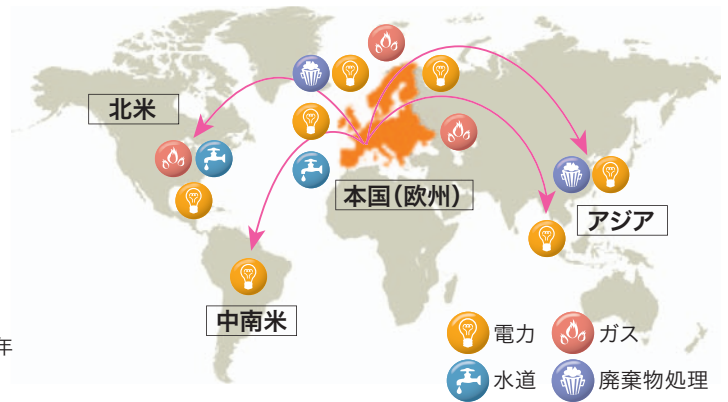 北米
本国(欧州)
アジア
中南米
年
電力
ガス
水道
廃棄物処理